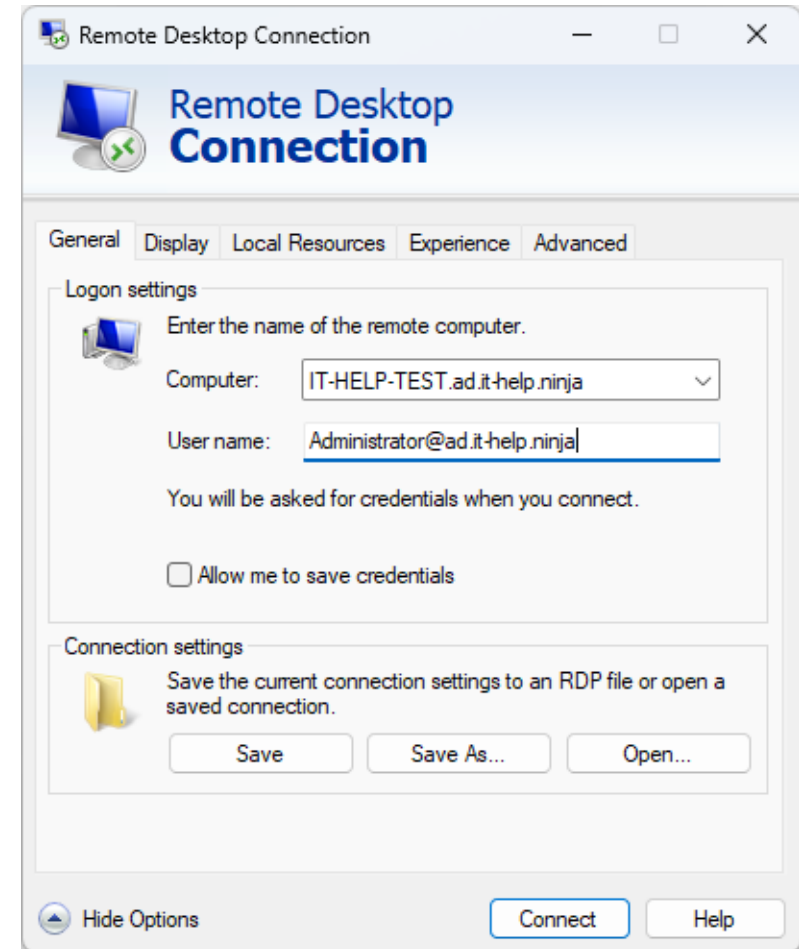 Remote Desktop Connection
Remote Desktop
Connection
General Display Local Resources Experience Advanced
Logon settings
Enter the name of the remote computer.
Computer: IT-HELP-TEST.ad.it-help.ninja
User name: Administrator@ad.it-help.ninja
You will be asked for credentials when you connect.
Allow me to save credentials
Connection settings
Save the current connection settings to an RDP file or open a
saved connection.
Save Save As... Open...
Hide Options Connect Help